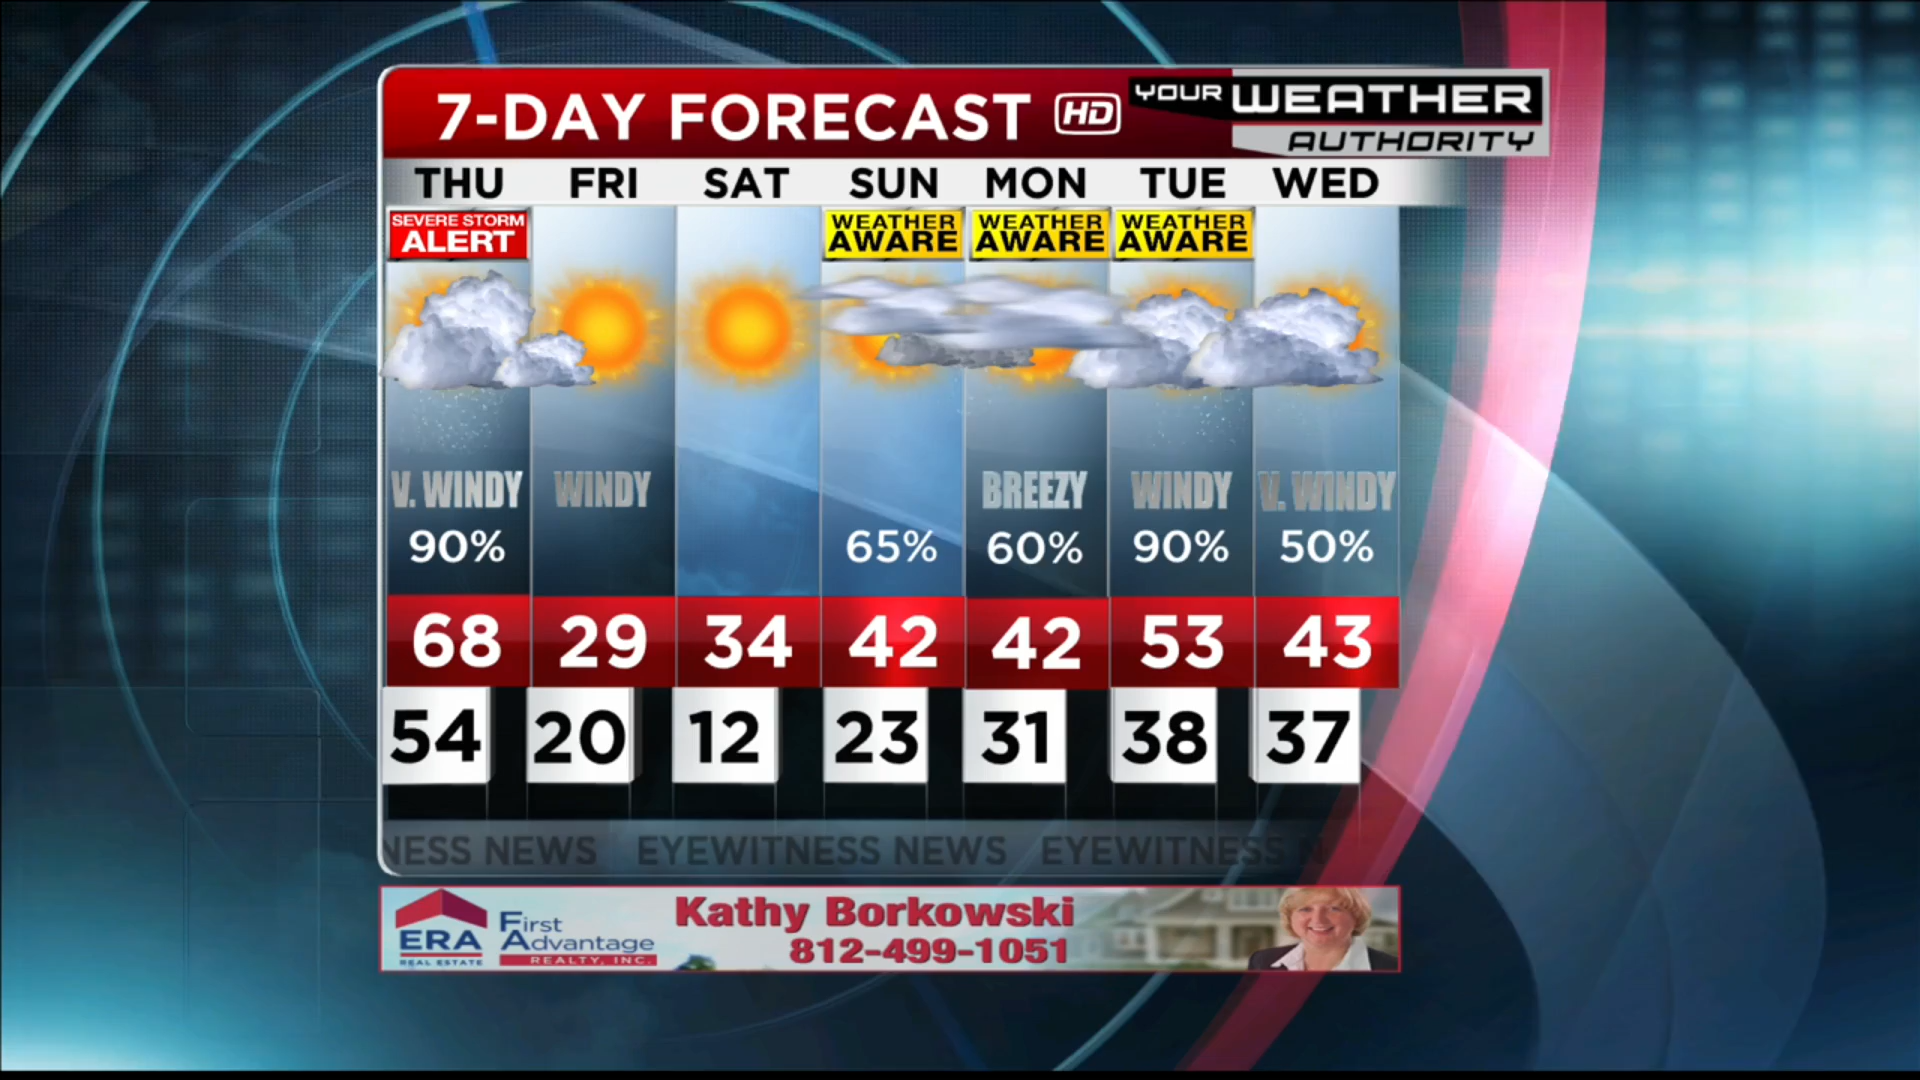 7-DAY FORECAST HD YOUR WEATHER AUTHORITY
THU FRI SAT SUN MON TUE WED
SEVERE STORM ALERT WEATHER AWARE WEATHER AWARE WEATHER AWARE
V. WINDY WINDY BREEZY WINDY V. WINDY
90% 65% 60% 90% 50%
68 29 34 42 42 53 43
54 20 12 23 31 38 37
NESS NEWS EYEWITNESS NEWS EYEWITNESS N
ERA REAL ESTATE
First Advantage REALTY, INC.
Kathy Borkowski
812-499-1051